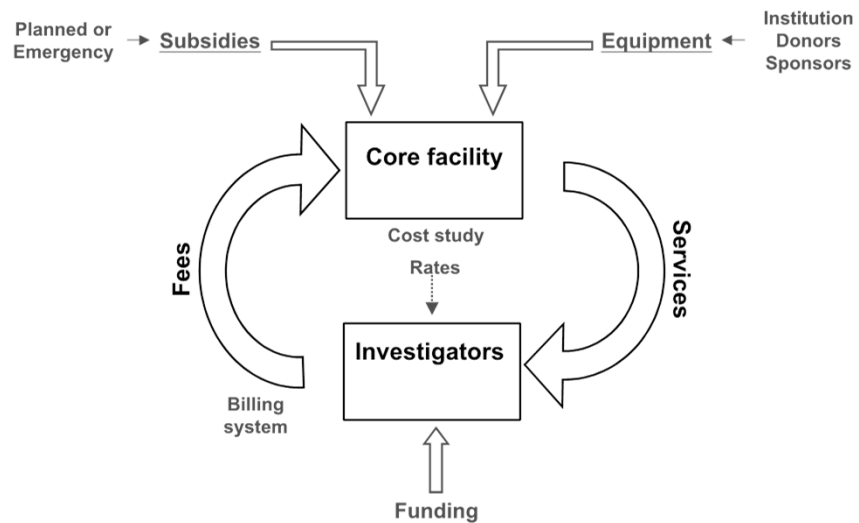 Planned or
Emergency
Subsidies
Equipment
Institution
Donors
Sponsors
Core facility
Cost study
Rates
Fees
Services
Investigators
Billing
system
Funding